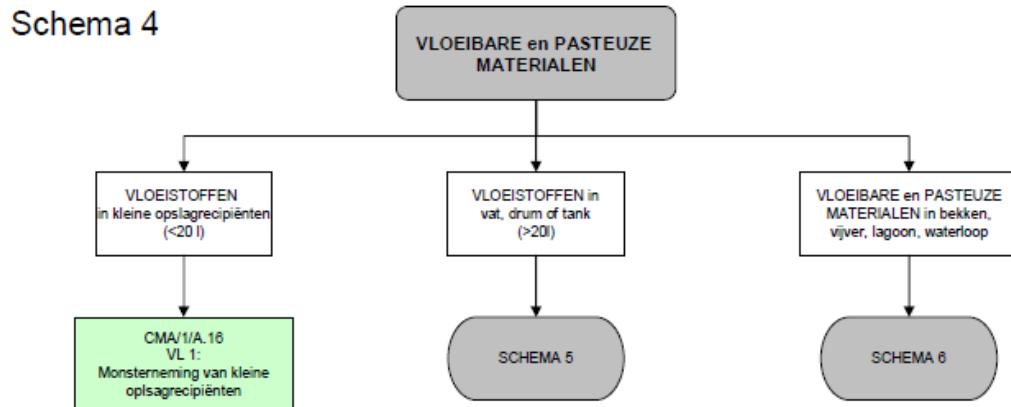 Schema 4
VLOEIBARE en PASTEUZE
MATERIALEN
VLOEISTOFFEN
in kleine opslagrecipiënten
(<20 l)
VLOEISTOFFEN in
vat, drum of tank
(>20l)
VLOEIBARE en PASTEUZE
MATERIALEN in bekken,
vijver, lagoon, waterloop
CMA/1/A.16
VL 1:
Monsterneming van kleine
oplsagrecipiënten
SCHEMA 5
SCHEMA 6